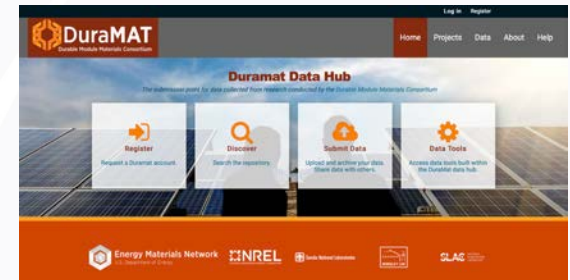 Log in Register
DuraMAT
Durable Module Materials Consortium
Home Projects Data About Help
Duramat Data Hub
The submission point for data collected from research conducted by the Durable Module Materials Consortium
Register
Request a Duramat account.
Discover
Search the repository.
Submit Data
Upload and archive your data.
Share data with others.
Data Tools
Access data tools built within
the DuraMat data hub.
Energy Materials Network
U.S. Department of Energy
NREL
Sandia National Laboratories
BERKELEY LAB
SLAC